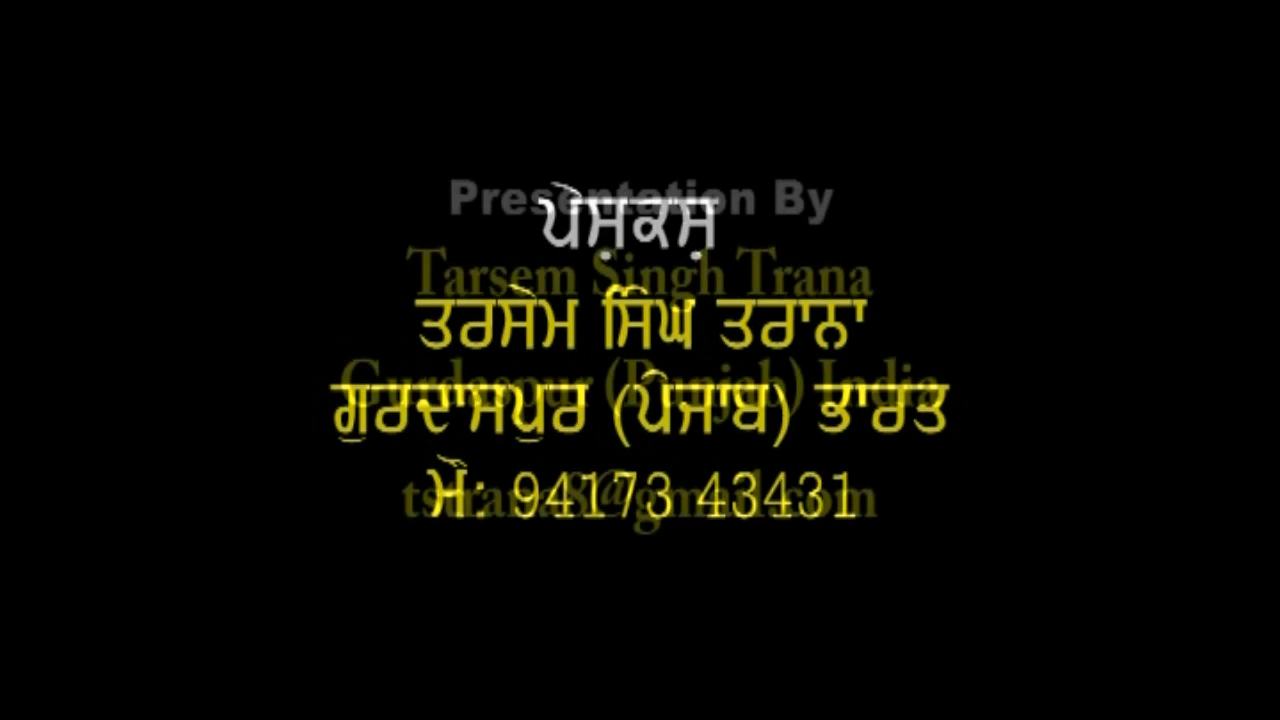 Presentation By
ਪੇਸ਼ਕਸ਼
Tarsem Singh Trana
ਤਰਸੇਮ ਸਿੰਘ ਤਰਾਨਾ
Gurdaspur (Punjab) India
ਗੁਰਦਾਸਪੁਰ (ਪੰਜਾਬ) ਭਾਰਤ
ਮੋ: 94173 43431